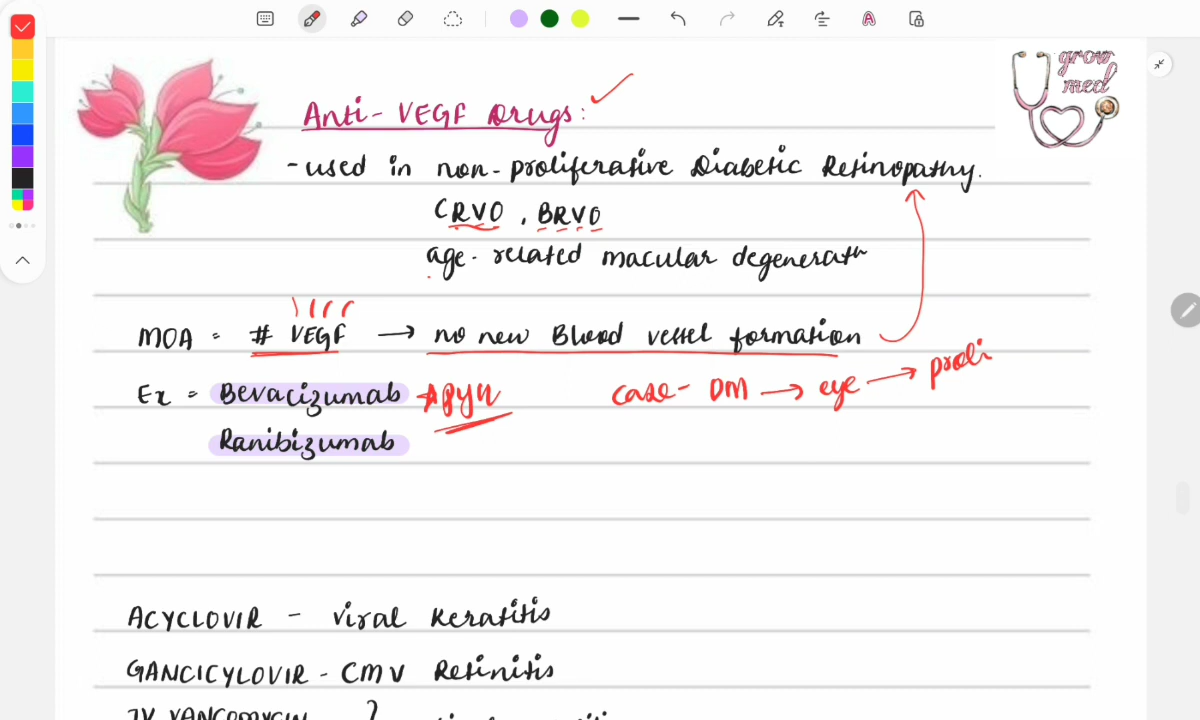 grow
med
Anti-VEGF Drugs:
- used in non-proliferative Diabetic Retinopathy.
CRVO, BRVO
age-related macular degenerat
MOA = # VEGF → no new Blood vessel formation
Ex = Bevacizumab *APYN
case - DM → eye → proli
Ranibizumab
ACYCLOVIR - Viral Keratitis
GANCICYLOVIR - CMV Retinitis
IV VANCOMYCIN